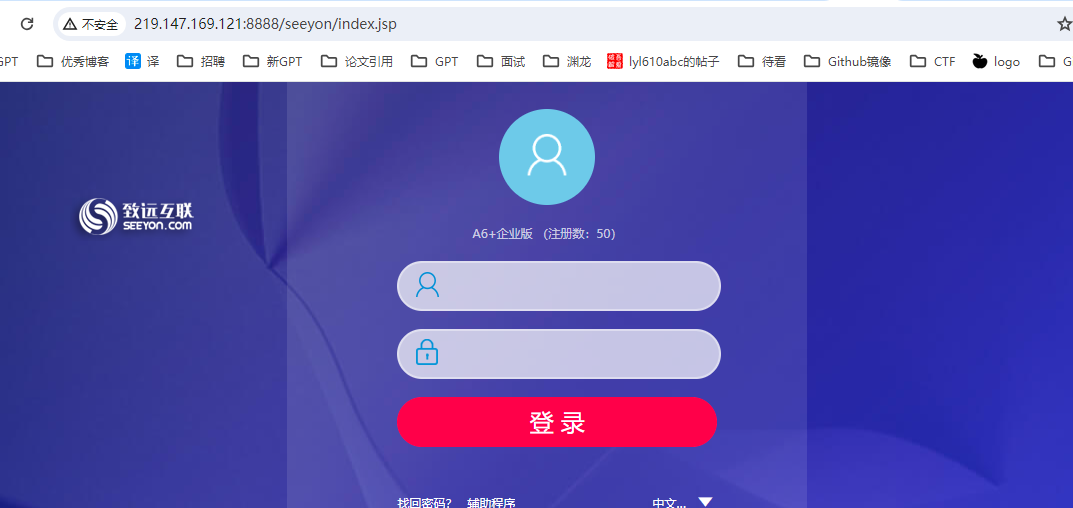 不安全 219.147.169.121:8888/seeyon/index.jsp
GPT 优秀博客 译 译 招聘 新GPT 论文引用 GPT 面试 渊龙 lyl610abc的帖子 待看 Github镜像 CTF logo G
致远互联
SEEYON.COM
A6+企业版 (注册数：50)
登 录
找回密码? 辅助程序 中文...